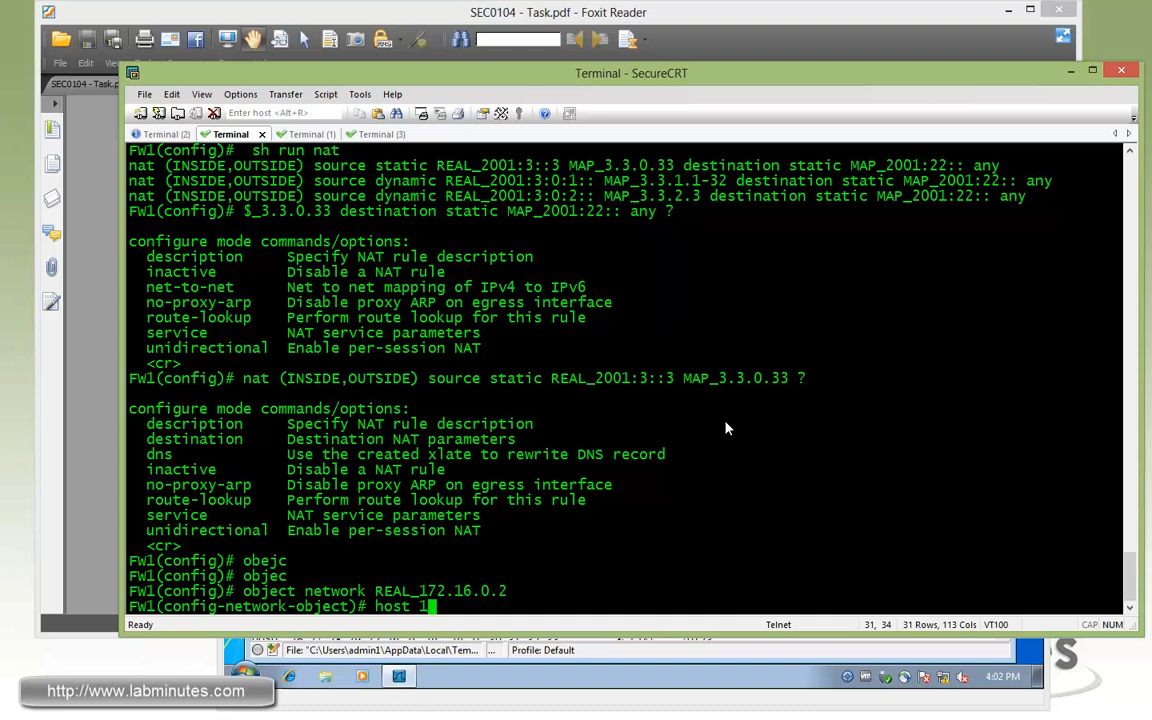 SEC0104 - Task.pdf - Foxit Reader
File Edit
SEC0104 - Task.p
Terminal - SecureCRT
File Edit View Options Transfer Script Tools Help
Enter host <Alt+R>
Terminal (2) Terminal Terminal (1) Terminal (3)
FW1(config)#  sh run nat
nat (INSIDE,OUTSIDE) source static REAL_2001:3::3 MAP_3.3.0.33 destination static MAP_2001:22:: any
nat (INSIDE,OUTSIDE) source dynamic REAL_2001:3:0:1:: MAP_3.3.1.1-32 destination static MAP_2001:22:: any
nat (INSIDE,OUTSIDE) source dynamic REAL_2001:3:0:2:: MAP_3.3.2.3 destination static MAP_2001:22:: any
FW1(config)# $_3.3.0.33 destination static MAP_2001:22:: any ?
configure mode commands/options:
description Specify NAT rule description
inactive Disable a NAT rule
net-to-net Net to net mapping of IPv4 to IPv6
no-proxy-arp Disable proxy ARP on egress interface
route-lookup Perform route lookup for this rule
service NAT service parameters
unidirectional Enable per-session NAT
<cr>
FW1(config)# nat (INSIDE,OUTSIDE) source static REAL_2001:3::3 MAP_3.3.0.33 ?
configure mode commands/options:
description Specify NAT rule description
destination Destination NAT parameters
dns Use the created xlate to rewrite DNS record
inactive Disable a NAT rule
no-proxy-arp Disable proxy ARP on egress interface
route-lookup Perform route lookup for this rule
service NAT service parameters
unidirectional Enable per-session NAT
<cr>
FW1(config)# obejc
FW1(config)# objec
FW1(config)# object network REAL_172.16.0.2
FW1(config-network-object)# host 1
Ready Telnet 31, 34 31 Rows, 113 Cols VT100 CAP NUM
File: "C:\Users\admin1\AppData\Local\Tem... ... Profile: Default
4:02 PM
http://www.labminutes.com